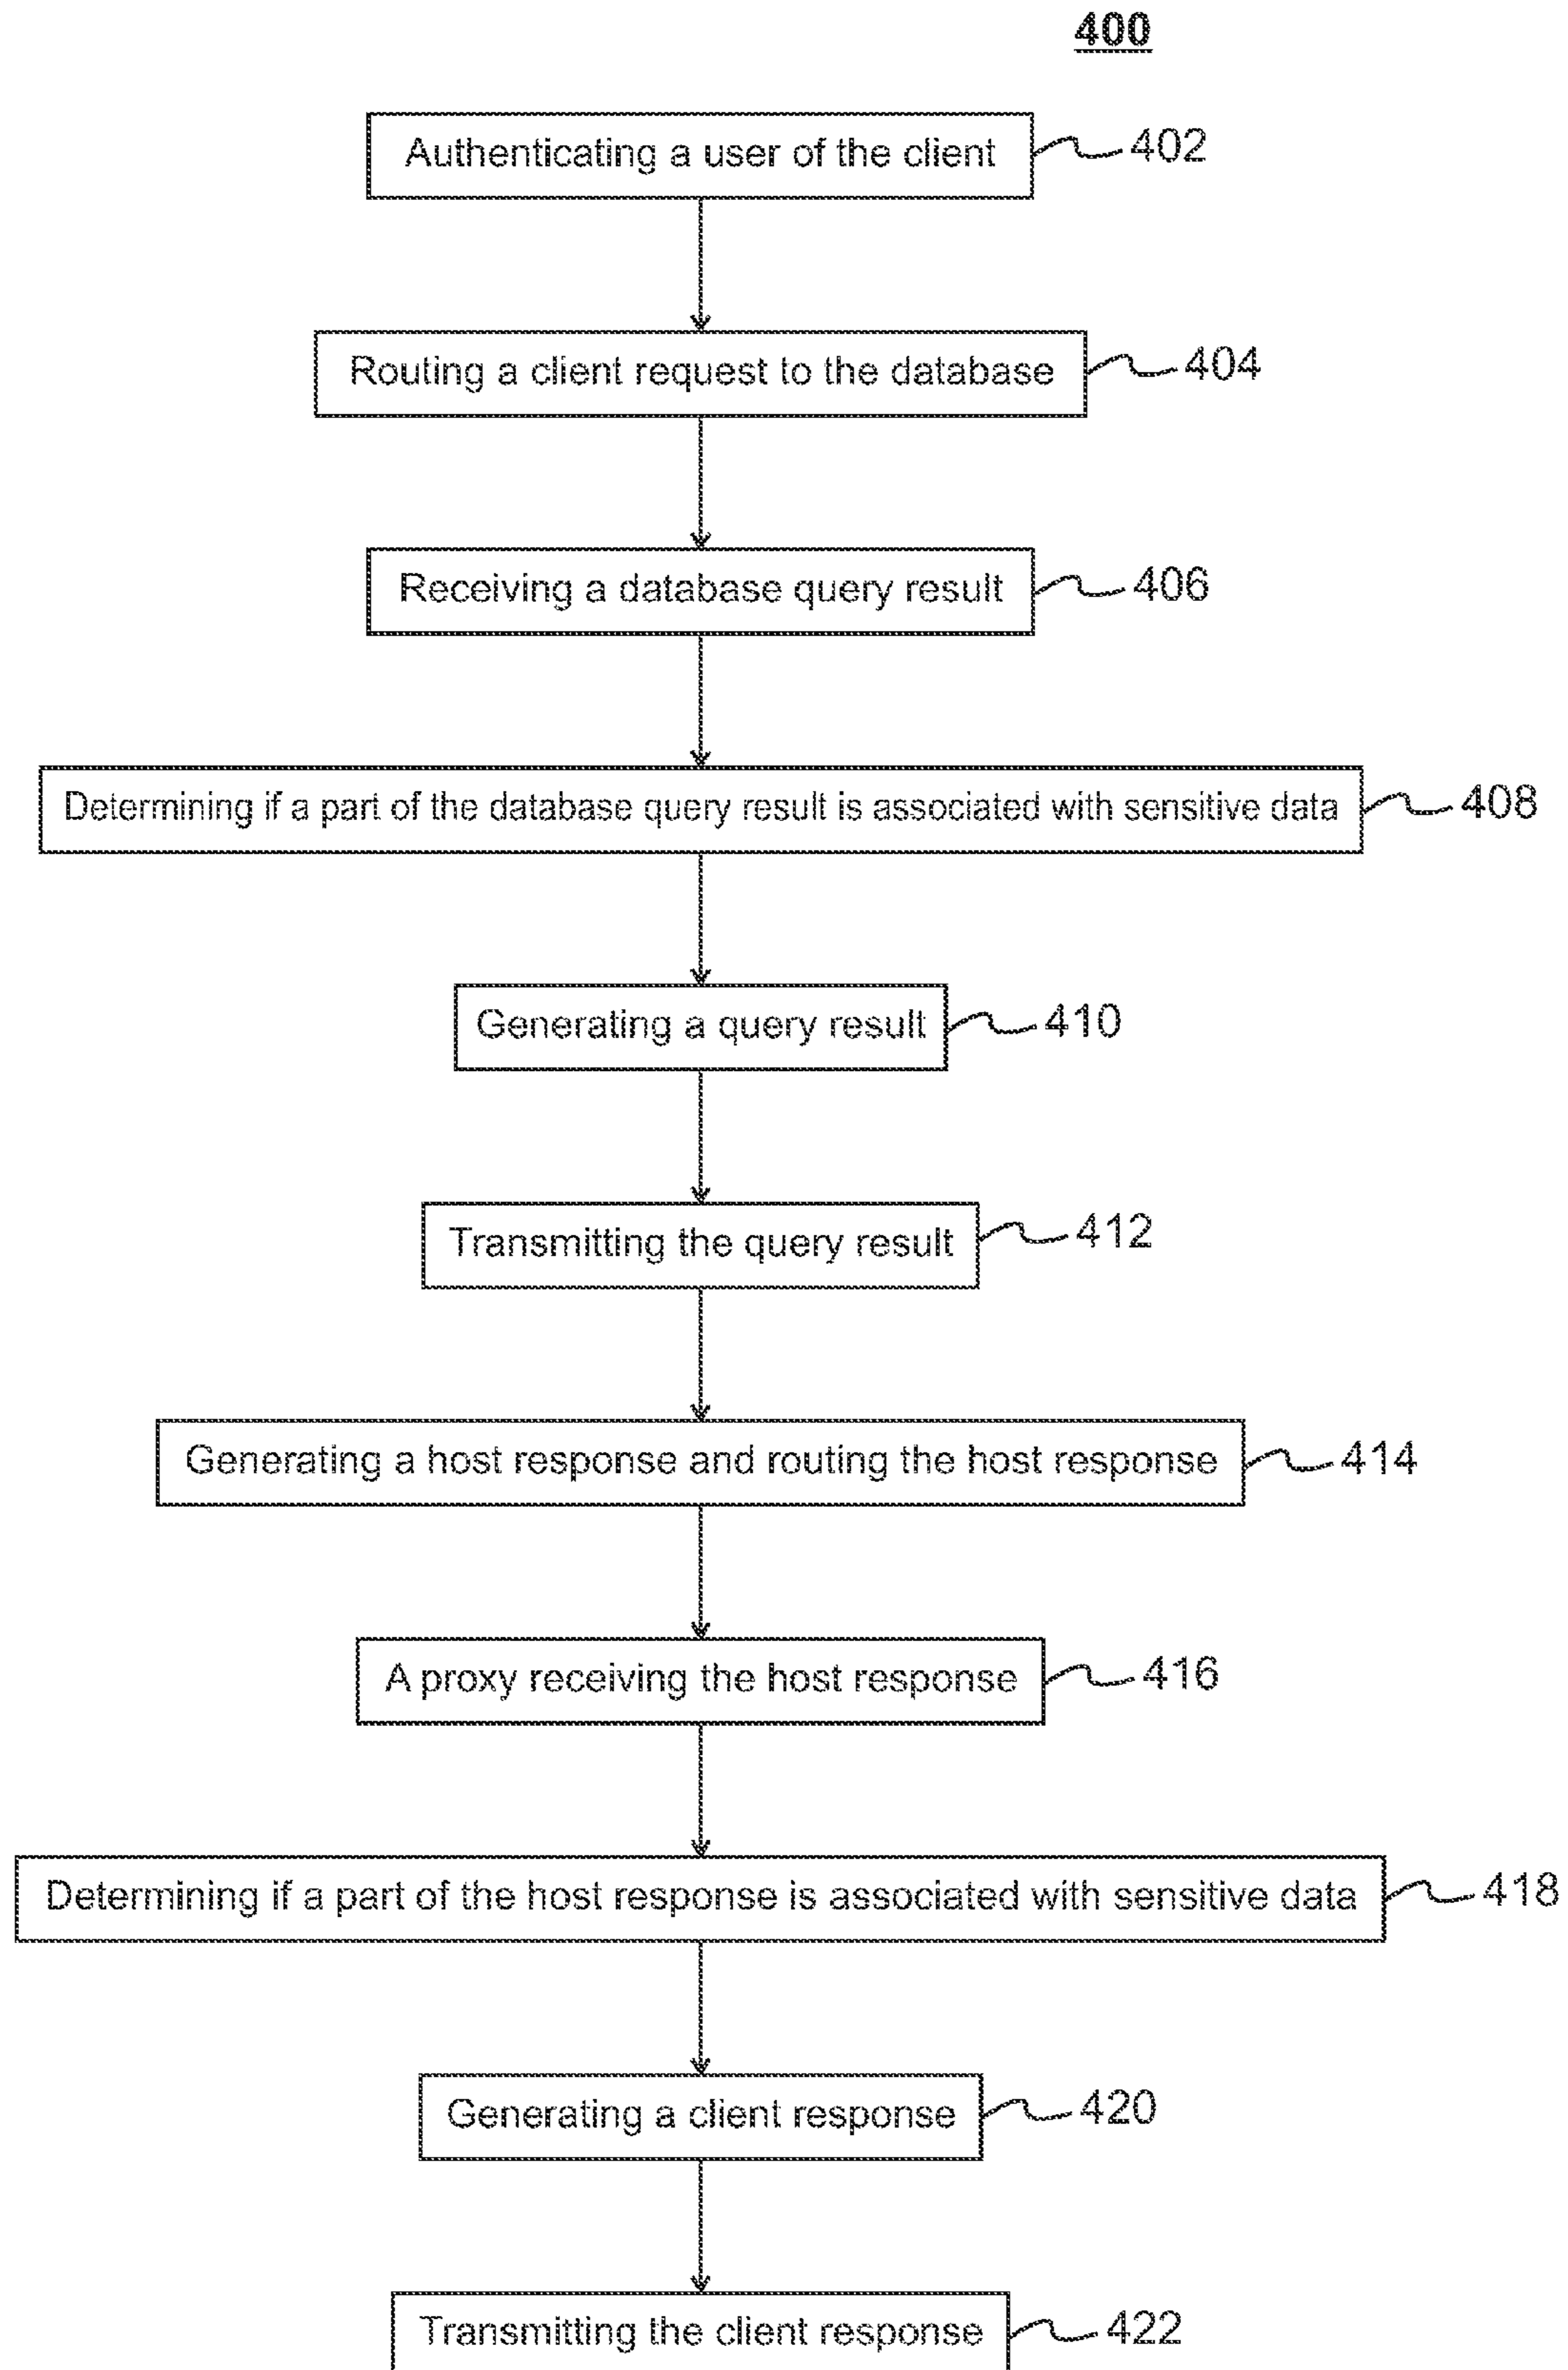 400
Authenticating a user of the client 402
Routing a client request to the database 404
Receiving a database query result 406
Determining if a part of the database query result is associated with sensitive data 408
Generating a query result 410
Transmitting the query result 412
Generating a host response and routing the host response 414
A proxy receiving the host response 416
Determining if a part of the host response is associated with sensitive data 418
Generating a client response 420
Transmitting the client response 422